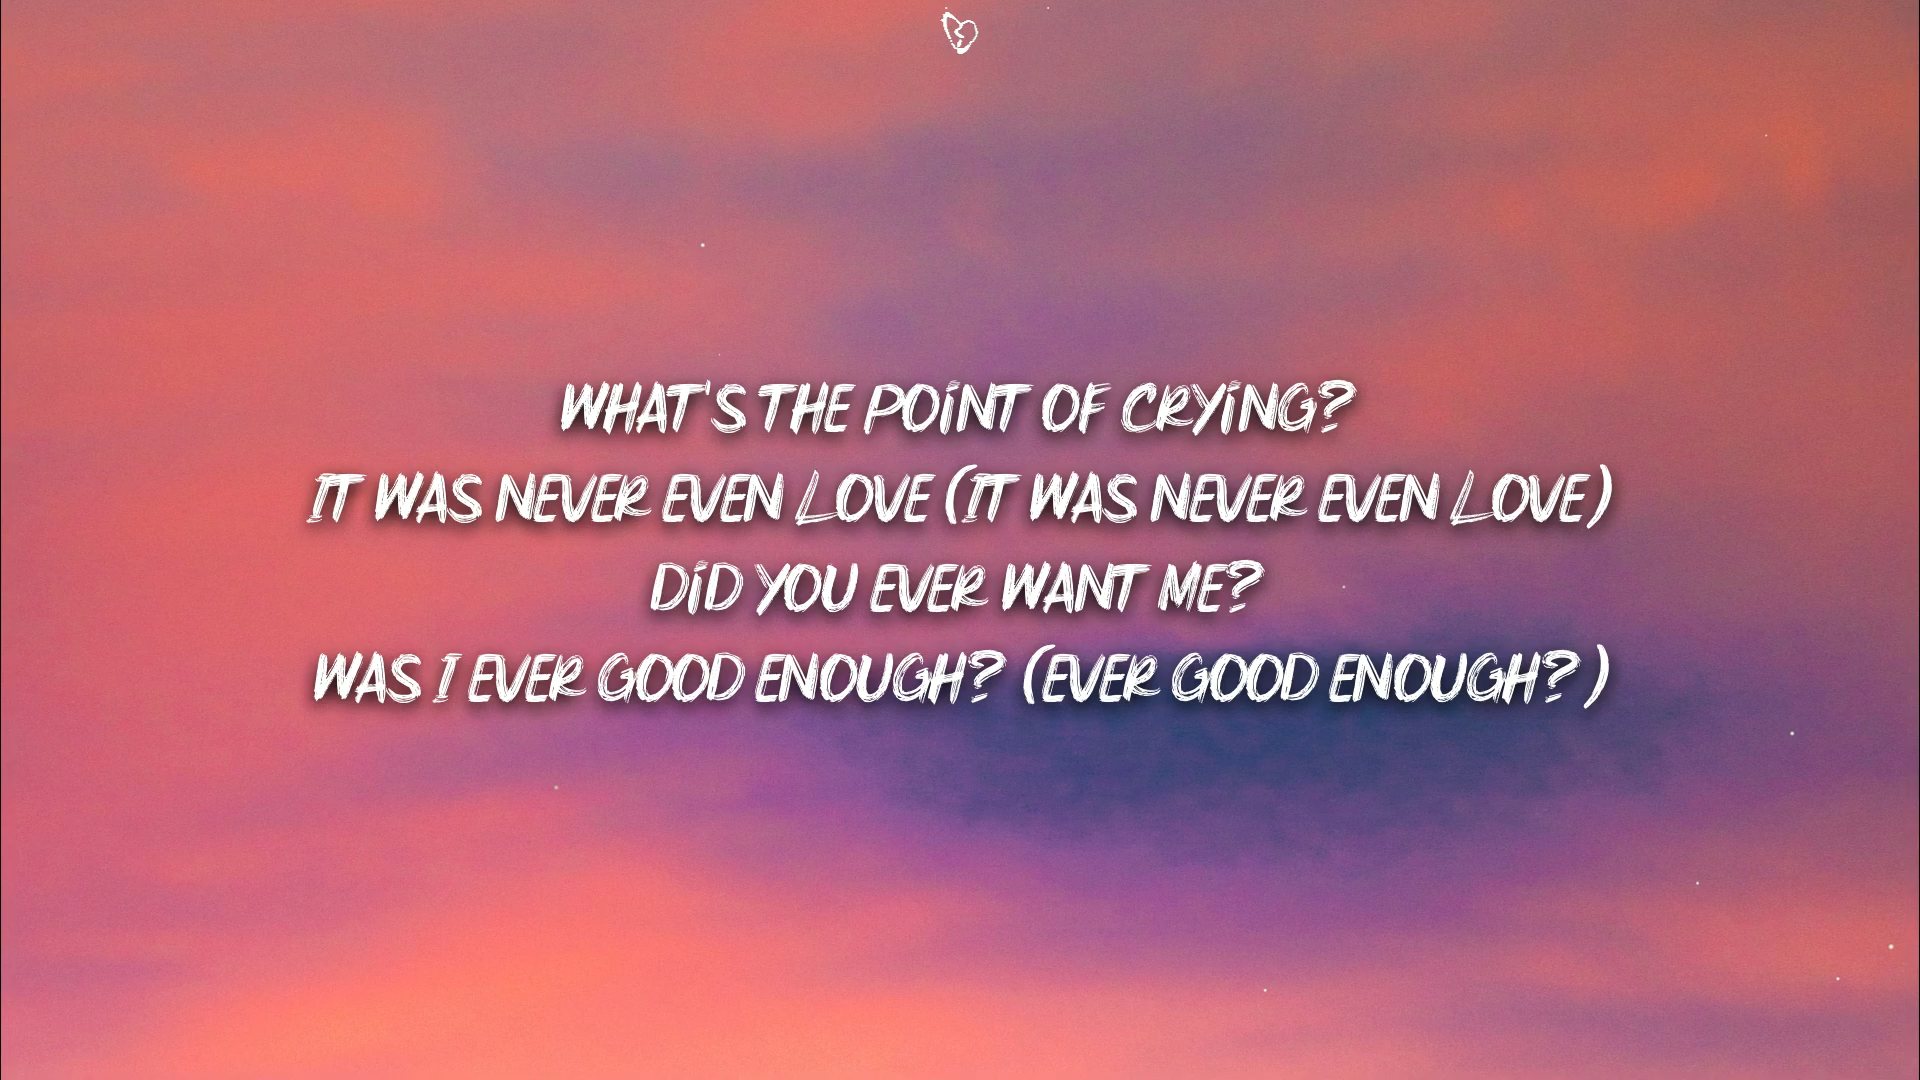 WHAT'S THE POINT OF CRYING?
IT WAS NEVER EVEN LOVE (IT WAS NEVER EVEN LOVE)
DID YOU EVER WANT ME?
WAS I EVER GOOD ENOUGH? (EVER GOOD ENOUGH? )